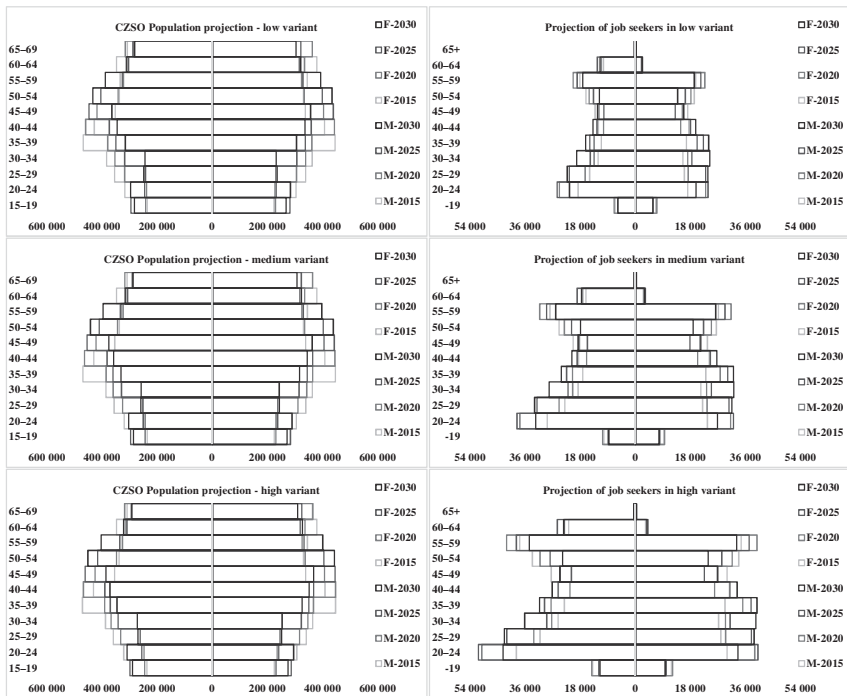 CZSO Population projection - low variant
65–69
60–64
55–59
50–54
45–49
40–44
35–39
30–34
25–29
20–24
15–19
600 000 400 000 200 000 0 200 000 400 000 600 000
F-2030
F-2025
F-2020
F-2015
M-2030
M-2025
M-2020
M-2015
Projection of job seekers in low variant
65+
60–64
55–59
50–54
45–49
40–44
35–39
30–34
25–29
20–24
-19
54 000 36 000 18 000 0 18 000 36 000 54 000
F-2030
F-2025
F-2020
F-2015
M-2030
M-2025
M-2020
M-2015
CZSO Population projection - medium variant
65–69
60–64
55–59
50–54
45–49
40–44
35–39
30–34
25–29
20–24
15–19
600 000 400 000 200 000 0 200 000 400 000 600 000
F-2030
F-2025
F-2020
F-2015
M-2030
M-2025
M-2020
M-2015
Projection of job seekers in medium variant
65+
60–64
55–59
50–54
45–49
40–44
35–39
30–34
25–29
20–24
-19
54 000 36 000 18 000 0 18 000 36 000 54 000
F-2030
F-2025
F-2020
F-2015
M-2030
M-2025
M-2020
M-2015
CZSO Population projection - high variant
65–69
60–64
55–59
50–54
45–49
40–44
35–39
30–34
25–29
20–24
15–19
600 000 400 000 200 000 0 200 000 400 000 600 000
F-2030
F-2025
F-2020
F-2015
M-2030
M-2025
M-2020
M-2015
Projection of job seekers in high variant
65+
60–64
55–59
50–54
45–49
40–44
35–39
30–34
25–29
20–24
-19
54 000 36 000 18 000 0 18 000 36 000 54 000
F-2030
F-2025
F-2020
F-2015
M-2030
M-2025
M-2020
M-2015